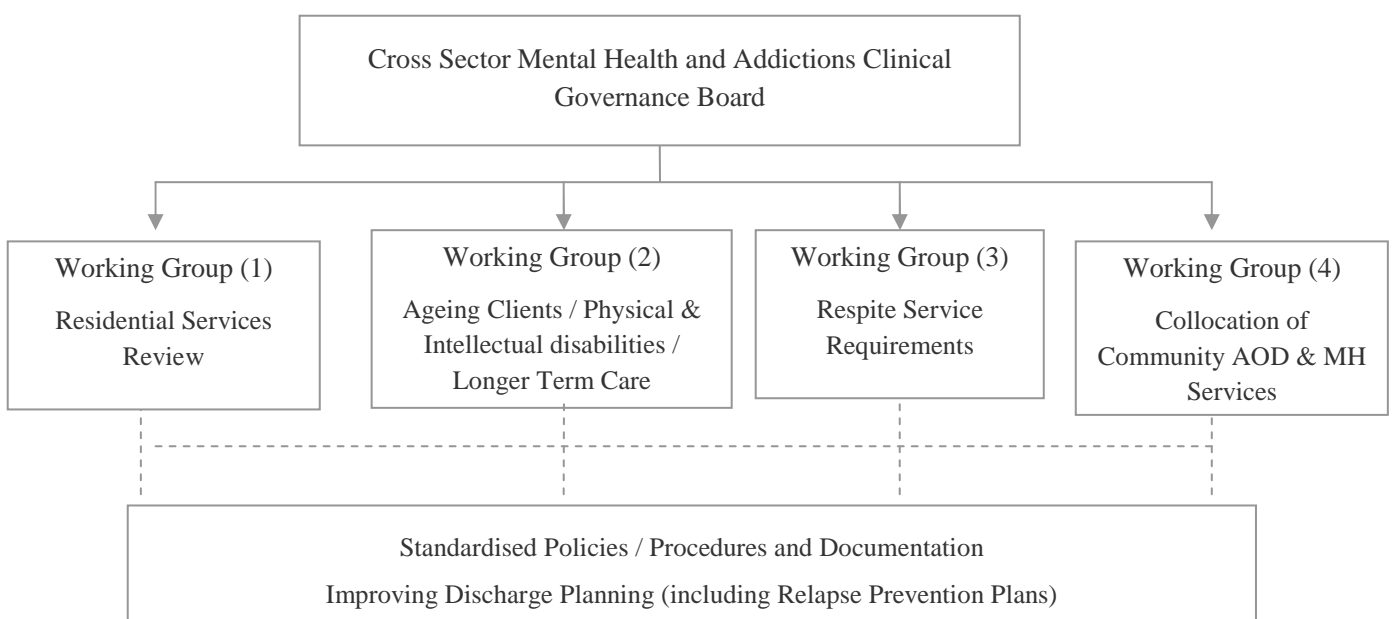 Cross Sector Mental Health and Addictions Clinical
Governance Board
Working Group (1)
Residential Services
Review
Working Group (2)
Ageing Clients / Physical &
Intellectual disabilities /
Longer Term Care
Working Group (3)
Respite Service
Requirements
Working Group (4)
Collocation of
Community AOD & MH
Services
Standardised Policies / Procedures and Documentation
Improving Discharge Planning (including Relapse Prevention Plans)